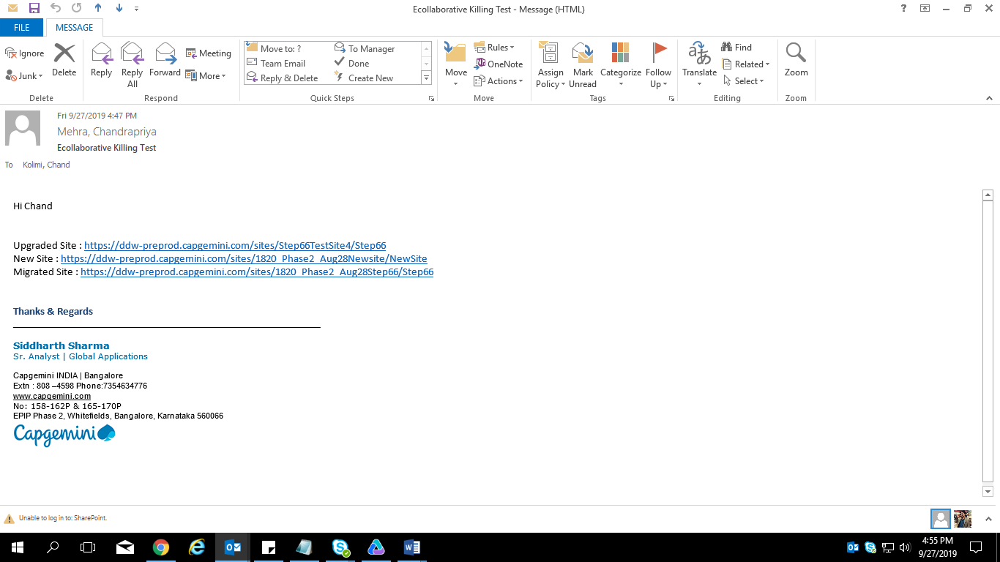 Ecollaborative Killing Test - Message (HTML)
FILE
MESSAGE
Ignore
Junk
Delete
Delete
Reply
Reply All
Forward
Meeting
More
Respond
Move to: ?
Team Email
Reply & Delete
To Manager
Done
Create New
Quick Steps
Move
Rules
OneNote
Actions
Move
Assign Policy
Mark Unread
Categorize
Follow Up
Tags
Translate
Find
Related
Select
Editing
Zoom
Zoom
Fri 9/27/2019 4:47 PM
Mehra, Chandrapriya
Ecollaborative Killing Test
To Kolimi, Chand
Hi Chand
Upgraded Site : https://ddw-preprod.capgemini.com/sites/Step66TestSite4/Step66
New Site : https://ddw-preprod.capgemini.com/sites/1820_Phase2_Aug28Newsite/NewSite
Migrated Site : https://ddw-preprod.capgemini.com/sites/1820_Phase2_Aug28Step66/Step66
Thanks & Regards
Siddharth Sharma
Sr. Analyst | Global Applications
Capgemini INDIA | Bangalore
Extn : 808 –4598 Phone:7354634776
www.capgemini.com
No: 158-162P & 165-170P
EPIP Phase 2, Whitefields, Bangalore, Karnataka 560066
Capgemini
Unable to log in to: SharePoint.
4:55 PM
9/27/2019